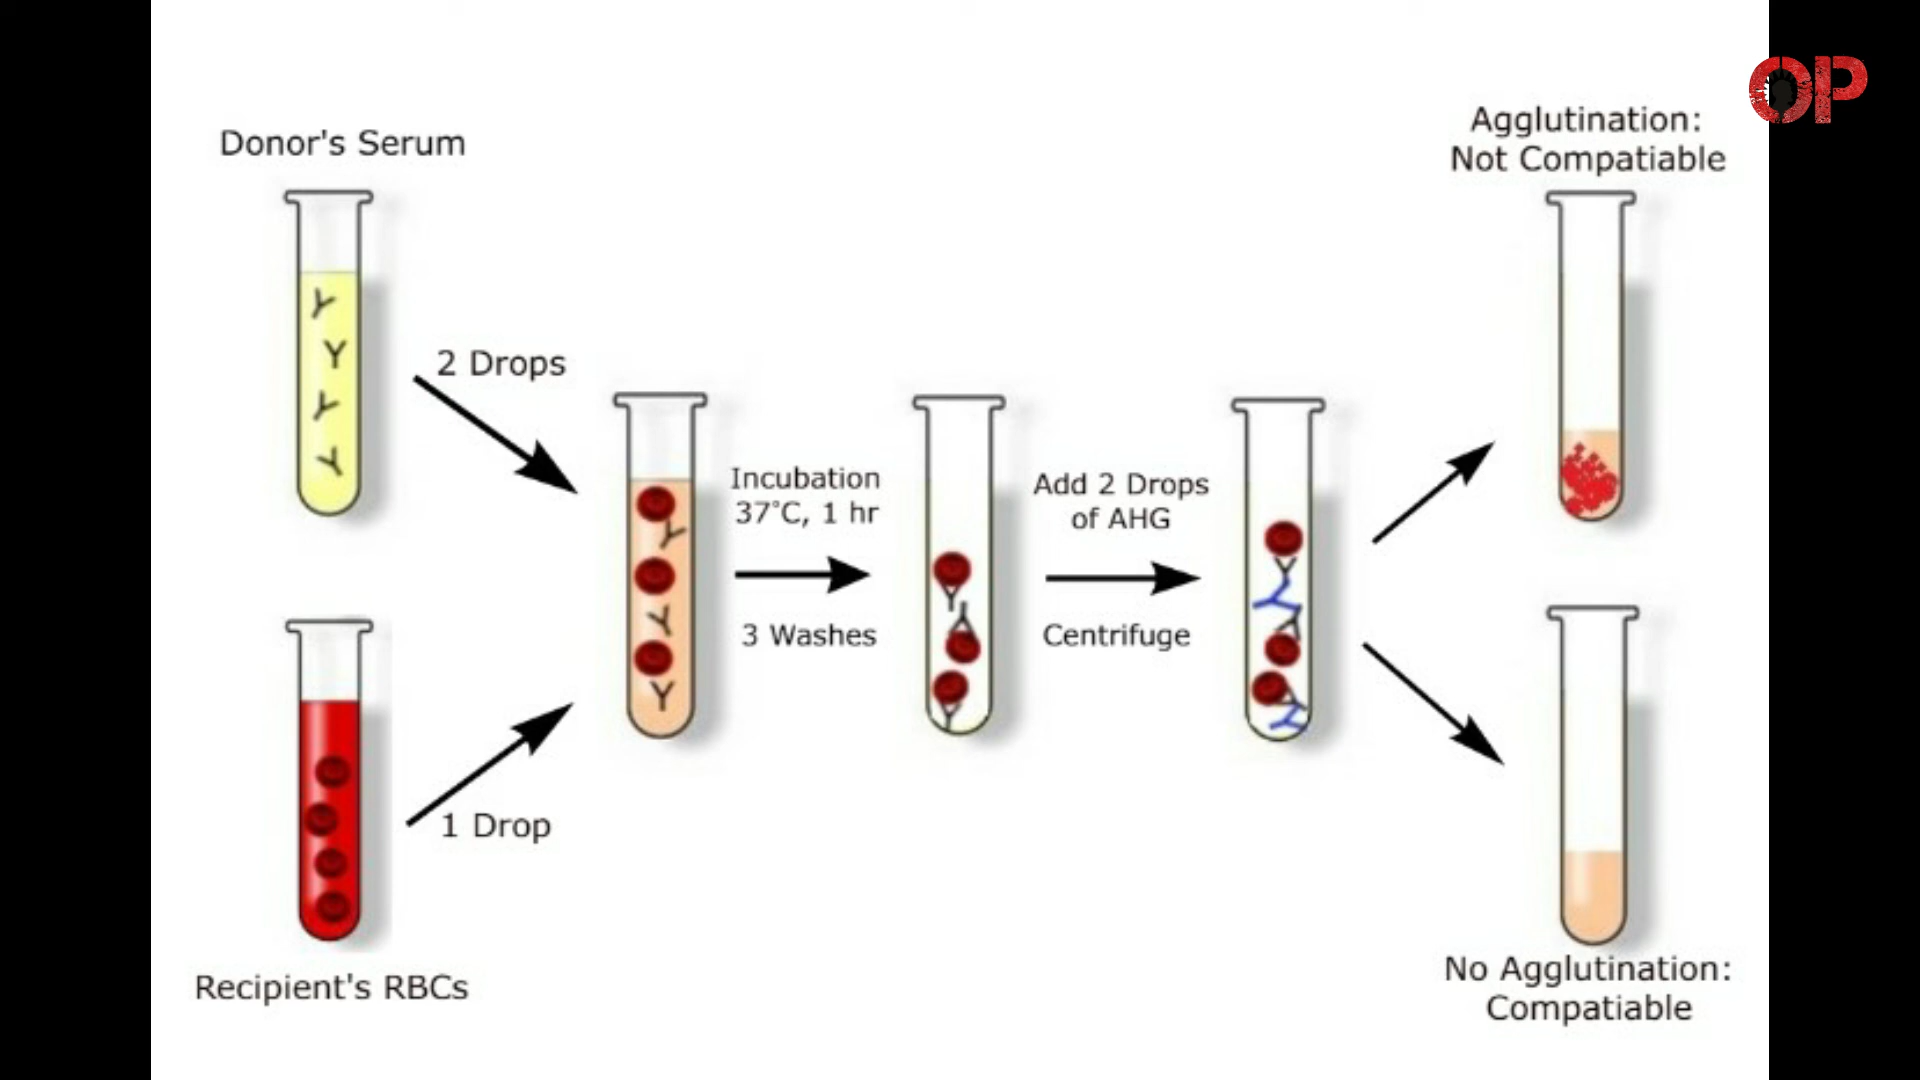 Donor's Serum
2 Drops
1 Drop
Recipient's RBCs
Incubation
37°C, 1 hr
3 Washes
Add 2 Drops
of AHG
Centrifuge
Agglutination:
Not Compatiable
No Agglutination:
Compatiable
OP